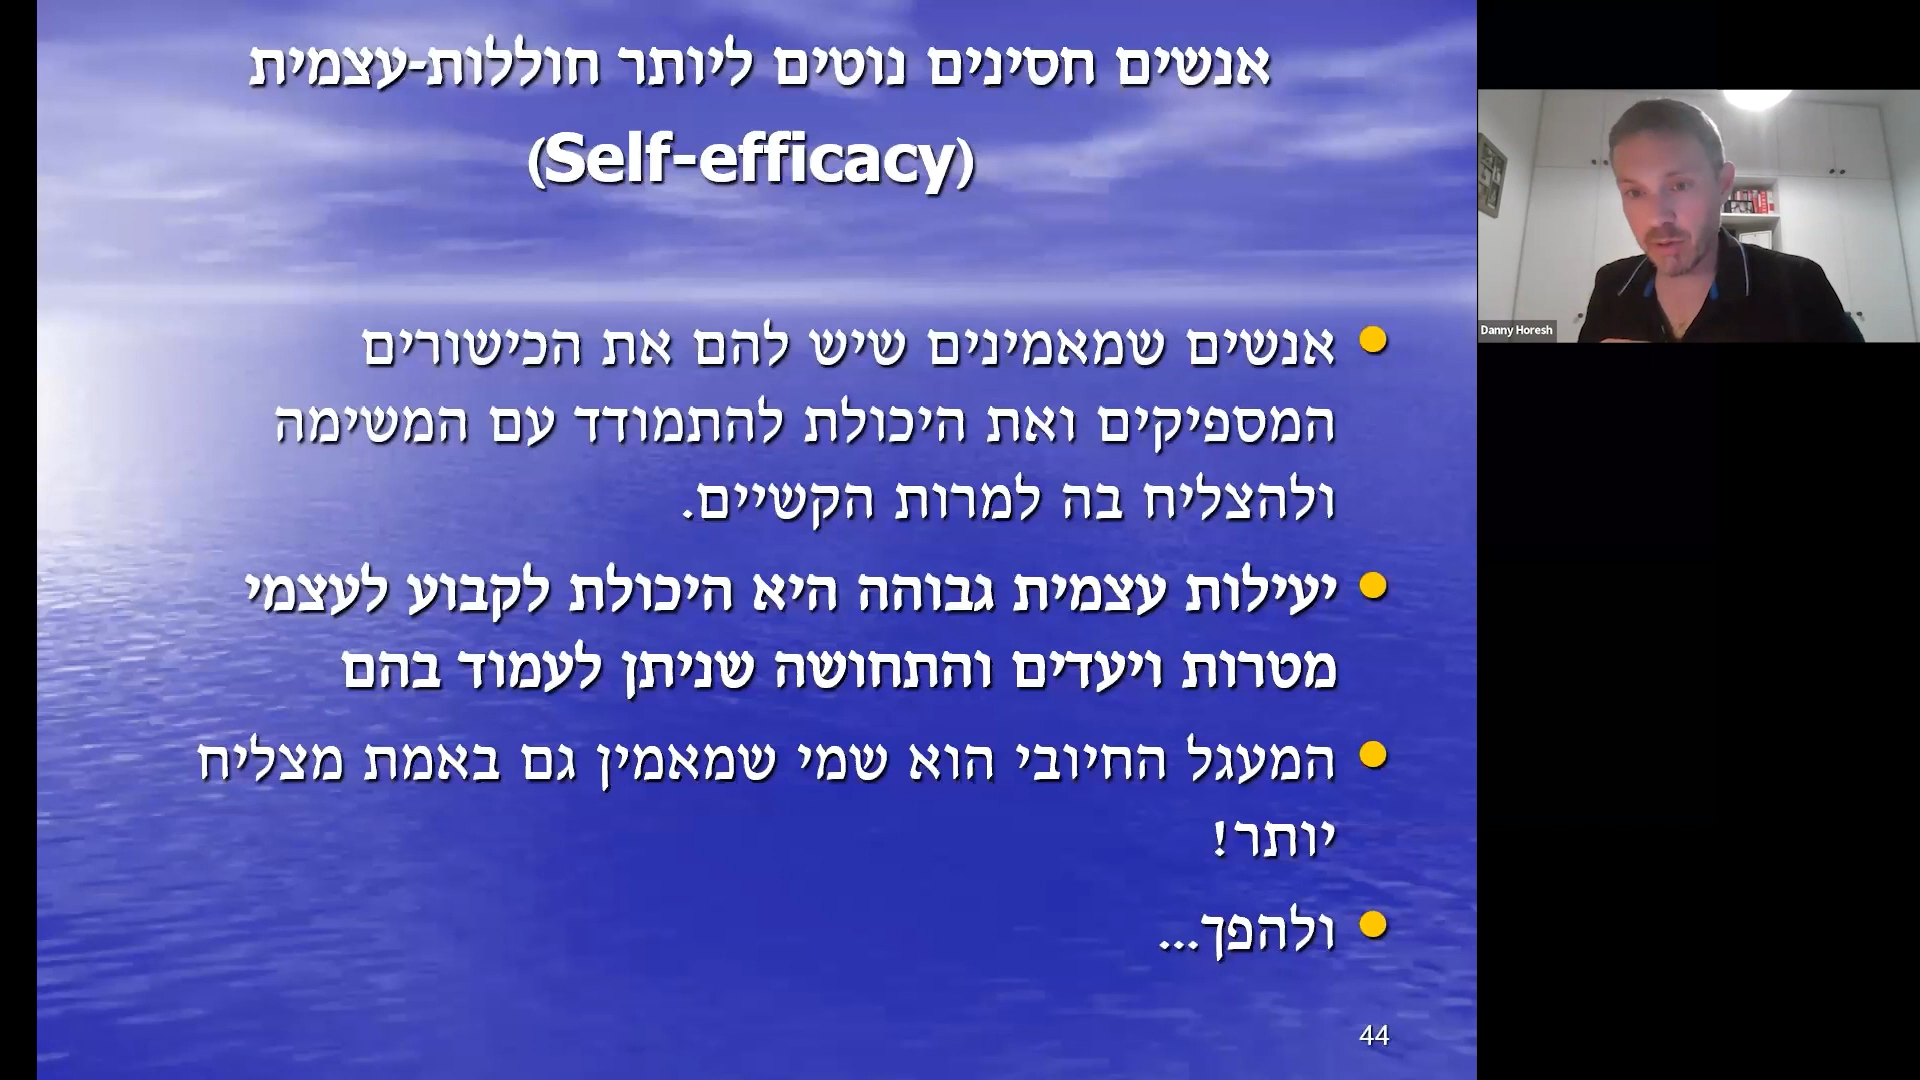 אנשים חסינים נוטים ליותר חוללות-עצמית
(Self-efficacy)
אנשים שמאמינים שיש להם את הכישורים
המספיקים ואת היכולת להתמודד עם המשימה
ולהצליח בה למרות הקשיים.
יעילות עצמית גבוהה היא היכולת לקבוע לעצמי
מטרות ויעדים והתחושה שניתן לעמוד בהם
המעגל החיובי הוא שמי שמאמין גם באמת מצליח
יותר!
ולהפך...
44
Danny Horesh